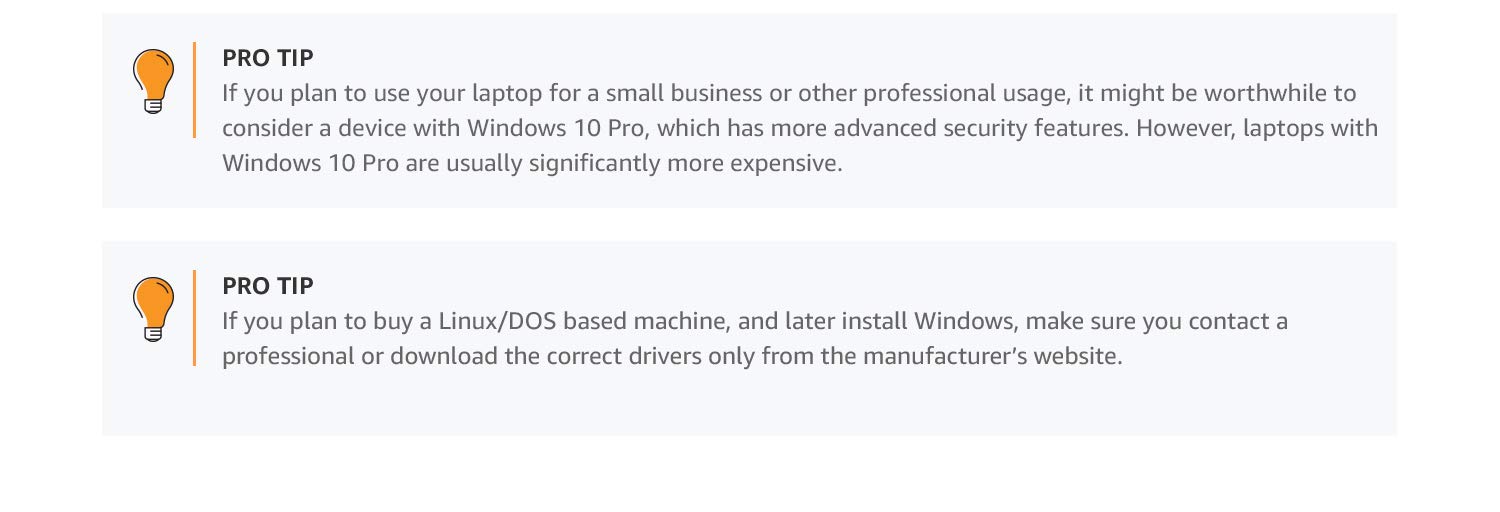 PRO TIP
If you plan to use your laptop for a small business or other professional usage, it might be worthwhile to
consider a device with Windows 10 Pro, which has more advanced security features. However, laptops with
Windows 10 Pro are usually significantly more expensive.
PRO TIP
If you plan to buy a Linux/DOS based machine, and later install Windows, make sure you contact a
professional or download the correct drivers only from the manufacturer’s website.